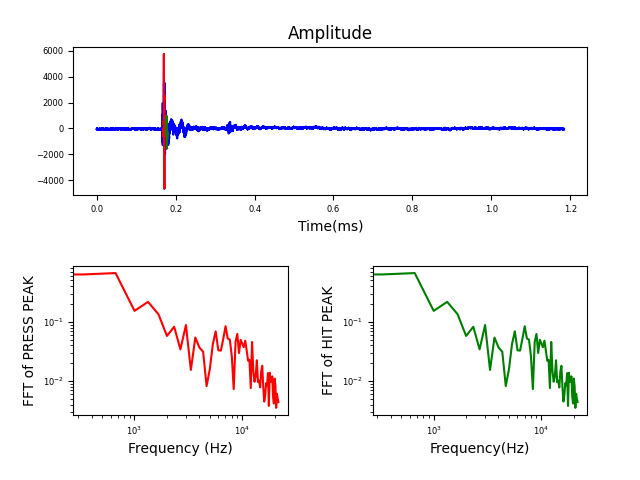 Amplitude
6000
4000
2000
0
−2000
−4000
0.0 0.2 0.4 0.6 0.8 1.0 1.2
Time(ms)
FFT of PRESS PEAK
10⁻¹
10⁻²
10³ 10⁴
Frequency (Hz)
FFT of HIT PEAK
10⁻¹
10⁻²
10³ 10⁴
Frequency(Hz)